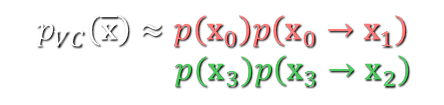 p_VC(x̅) ≈ p(x₀)p(x₀ → x₁)
p(x₃)p(x₃ → x₂)